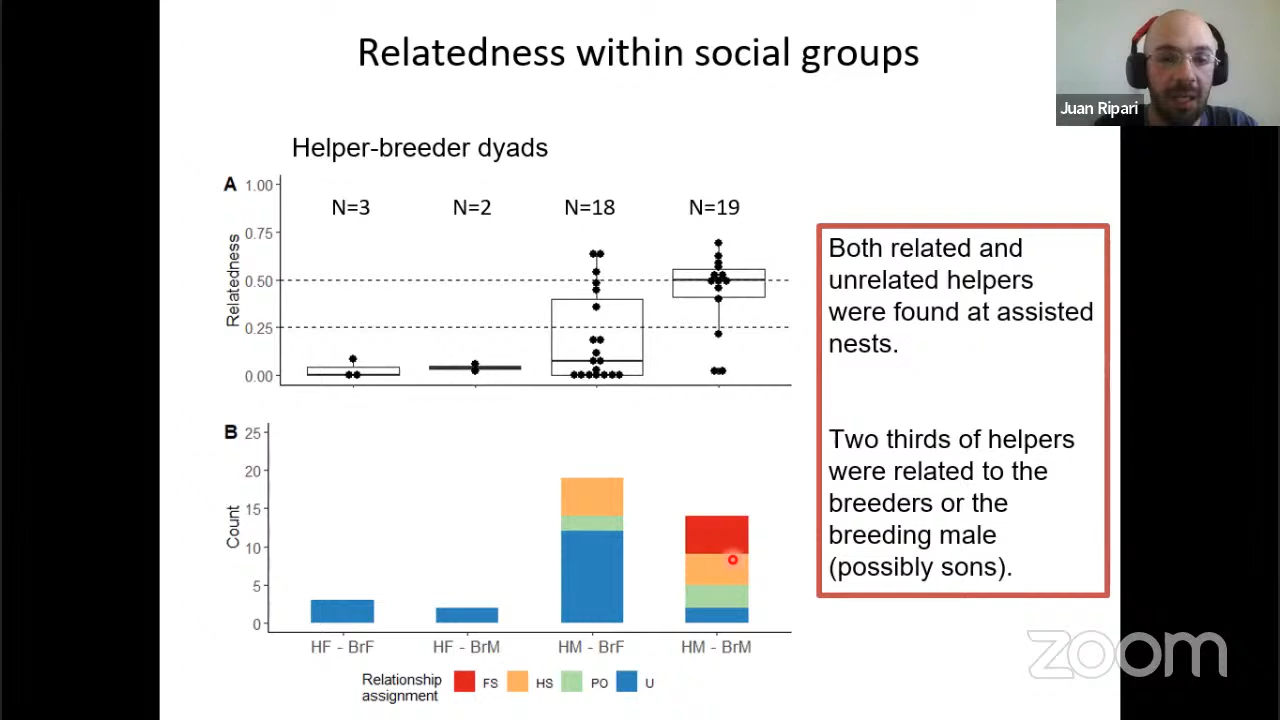 Relatedness within social groups
Juan Ripari
Helper-breeder dyads
A
1.00
0.75
0.50
0.25
0.00
Relatedness
N=3
N=2
N=18
N=19
Both related and
unrelated helpers
were found at assisted
nests.
Two thirds of helpers
were related to the
breeders or the
breeding male
(possibly sons).
B
25
20
15
10
5
0
Count
HF - BrF
HF - BrM
HM - BrF
HM - BrM
Relationship
assignment
FS
HS
PO
U
zoom